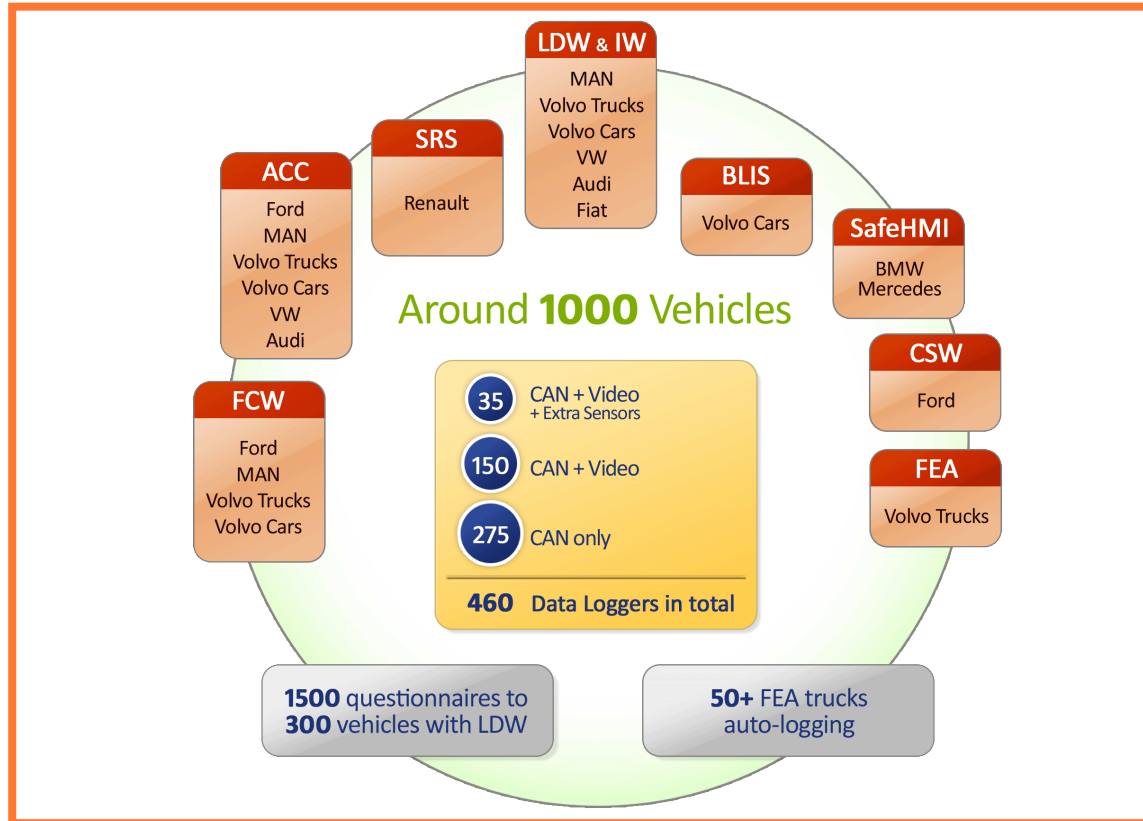 LDW & IW
MAN
Volvo Trucks
Volvo Cars
VW
Audi
Fiat
SRS
Renault
ACC
Ford
MAN
Volvo Trucks
Volvo Cars
VW
Audi
BLIS
Volvo Cars
SafeHMI
BMW
Mercedes
FCW
Ford
MAN
Volvo Trucks
Volvo Cars
CSW
Ford
FEA
Volvo Trucks
Around 1000 Vehicles
35 CAN + Video
+ Extra Sensors
150 CAN + Video
275 CAN only
460 Data Loggers in total
1500 questionnaires to
300 vehicles with LDW
50+ FEA trucks
auto-logging